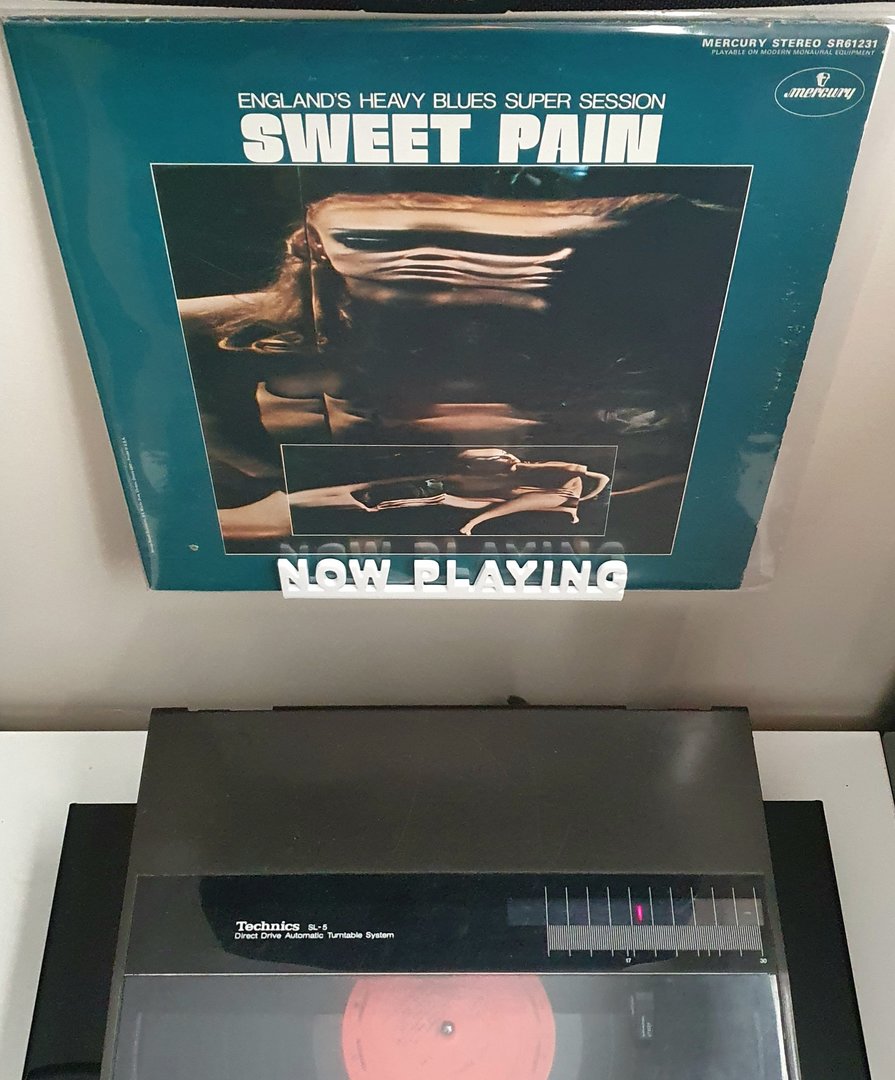 MERCURY STEREO SR61231
PLAYABLE ON MODERN MONAURAL EQUIPMENT
mercury
ENGLAND'S HEAVY BLUES SUPER SESSION
SWEET PAIN
NOW PLAYING
Technics SL-5
Direct Drive Automatic Turntable System
17 30